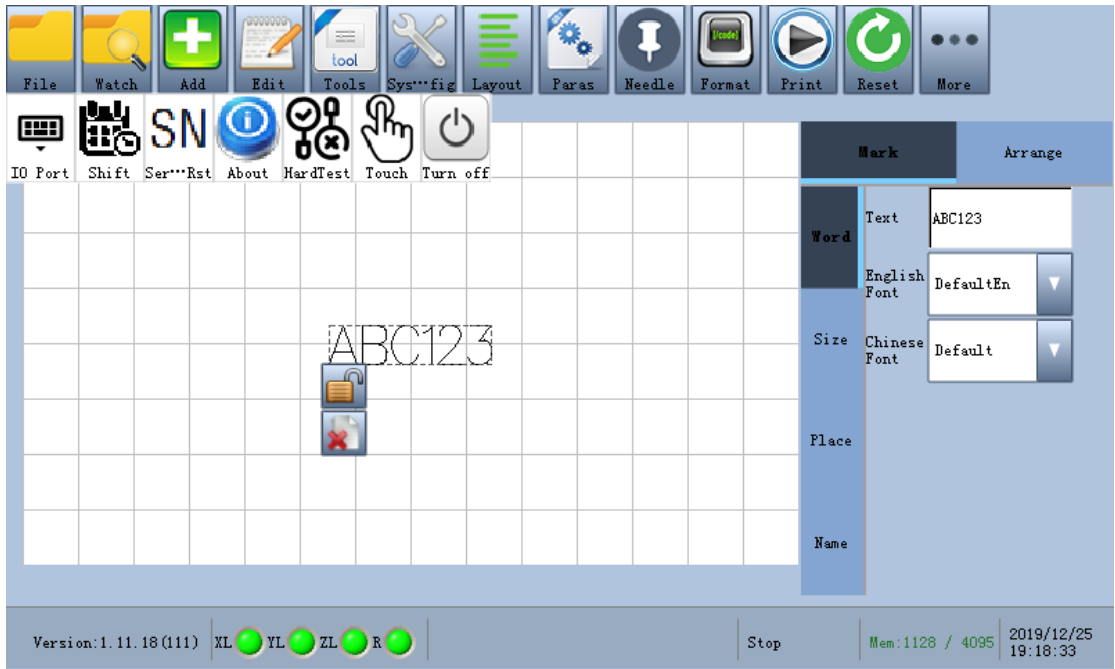 File Watch Add Edit Tools Sys···fig Layout Paras Needle Format Print Reset More
tool
[/code]
SN
IO Port Shift Ser···Rst About HardTest Touch Turn off
Mark Arrange
Word
Text ABC123
English Font DefaultEn
Chinese Font Default
Size
Place
Name
ABC123
Version:1.11.18(111) XL YL ZL R Stop Mem:1128 / 4095 2019/12/25
19:18:33